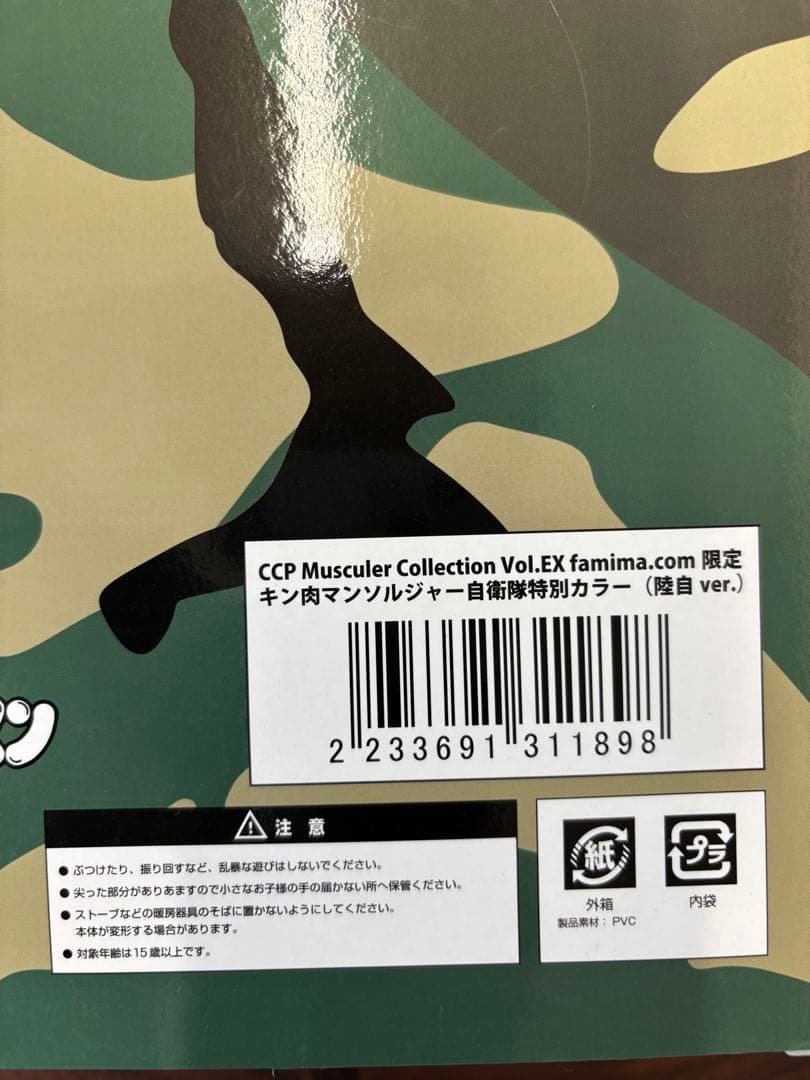 CCP Musculer Collection Vol.EX famima.com 限定
キン肉マンソルジャー自衛隊特別カラー（陸自 ver.）
2 233691 311898
ン
注 意
● ぶつけたり、振り回すなど、乱暴な遊びはしないでください。
● 尖った部分がありあますので小さなお子様の手の届かない所へ保管ください。
● ストーブなどの暖房器具のそばに置かないようにしてください。
本体が変形する場合があります。
● 対象年齢は15歳以上です。
紙
外箱
プラ
内袋
製品素材：PVC